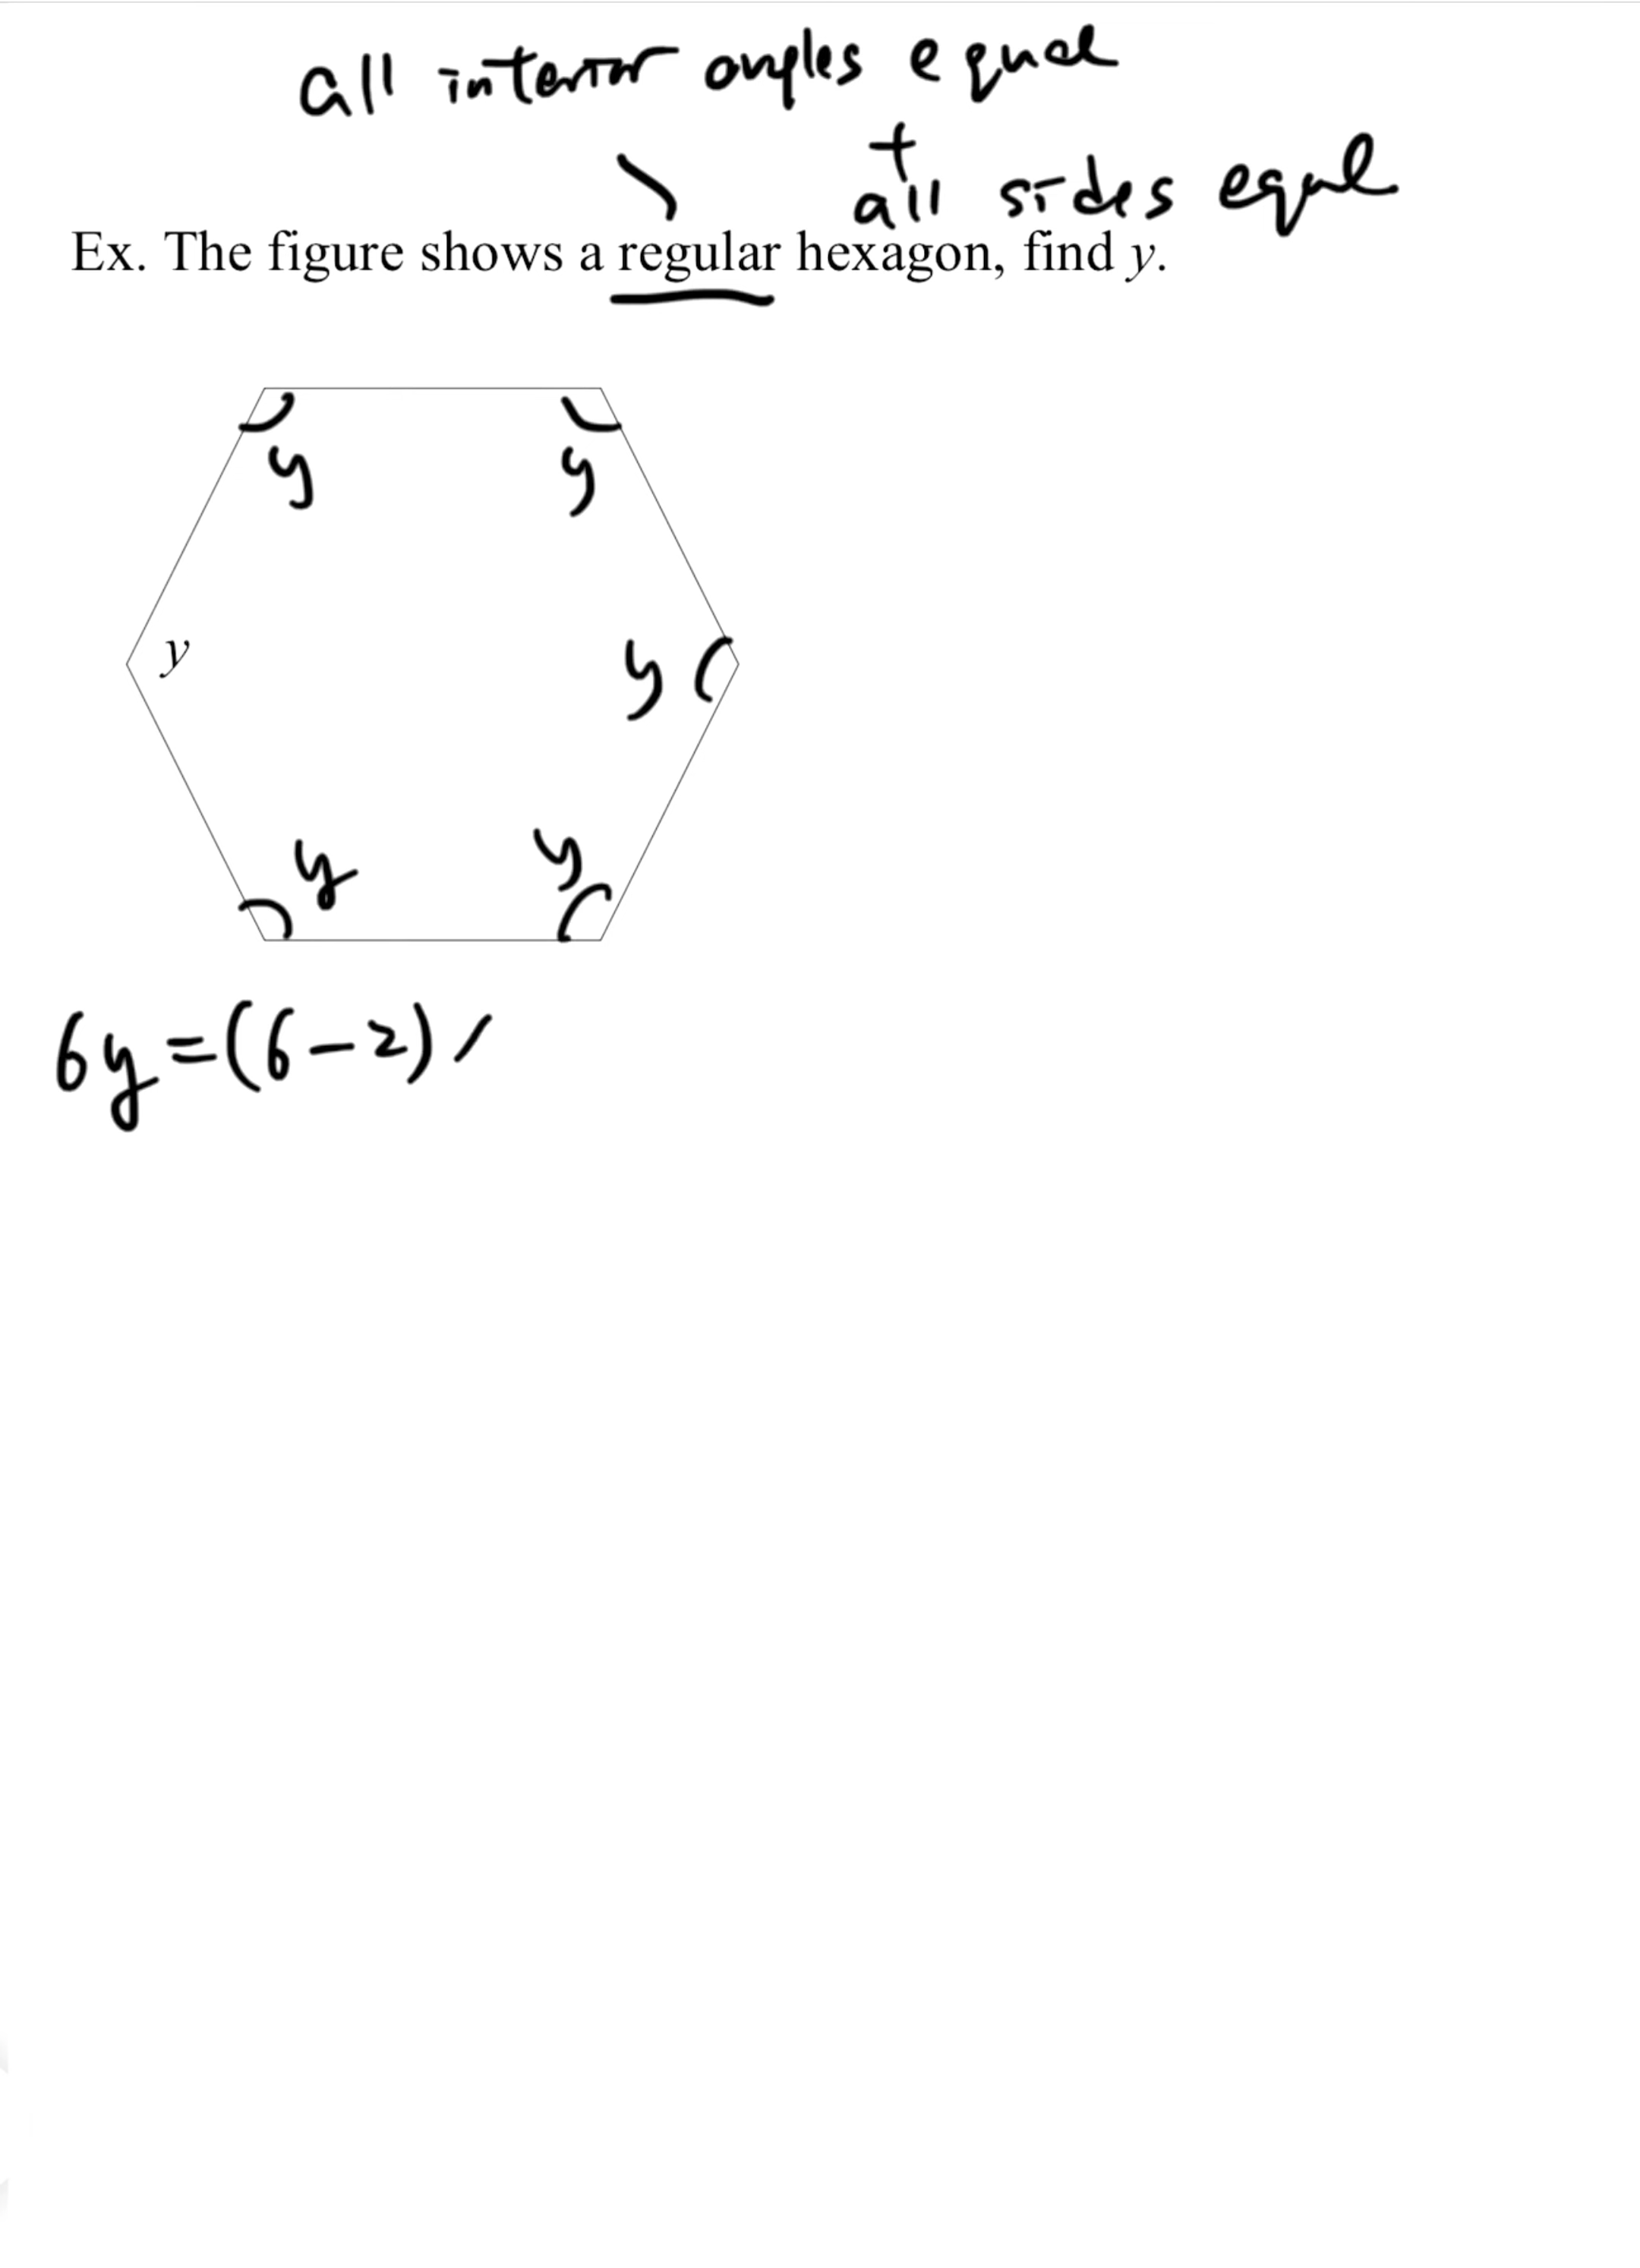 all interior angles equal
+
all sides equal
Ex. The figure shows a regular hexagon, find y.
y y
y y
y y
6y=(6-2)